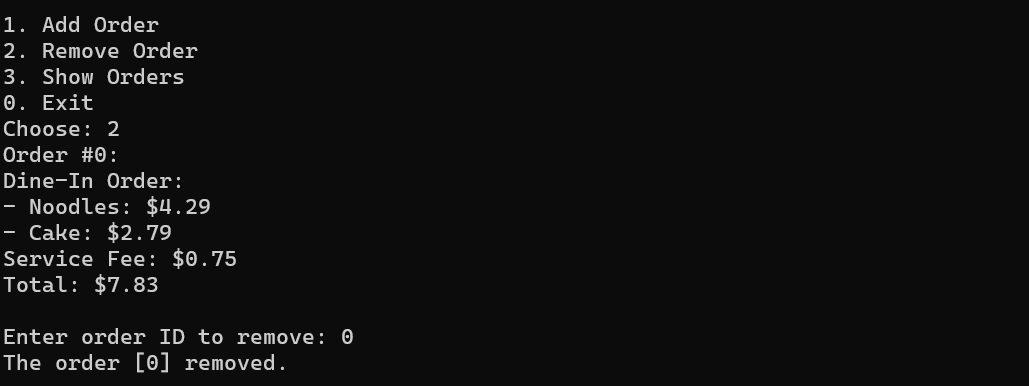 1. Add Order
2. Remove Order
3. Show Orders
0. Exit
Choose: 2
Order #0:
Dine-In Order:
- Noodles: $4.29
- Cake: $2.79
Service Fee: $0.75
Total: $7.83
Enter order ID to remove: 0
The order [0] removed.